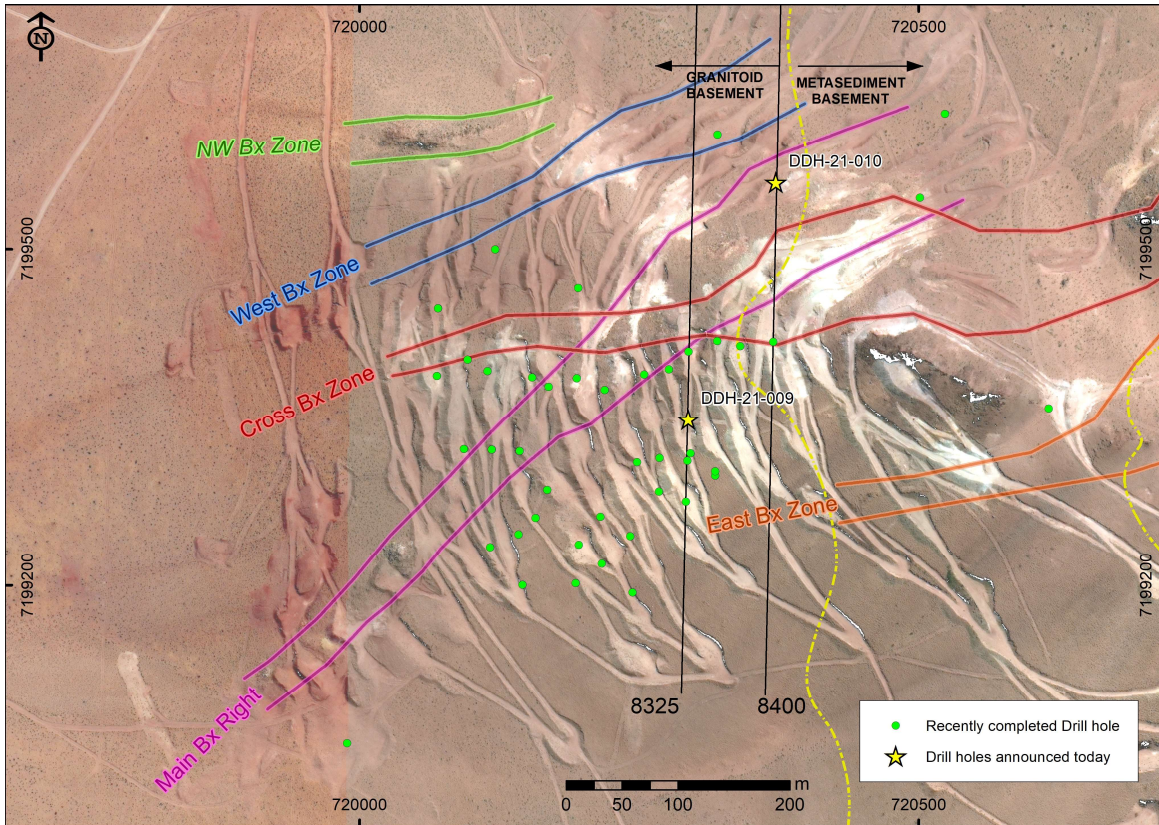 N
720000
720500
GRANITOID
BASEMENT
METASEDIMENT
BASEMENT
NW Bx Zone
DDH-21-010
7199500
7199500
West Bx Zone
Cross Bx Zone
DDH-21-009
East Bx Zone
7199200
7199200
Main Bx Right
8325
8400
Recently completed Drill hole
Drill holes announced today
m
0
50
100
200
720000
720500